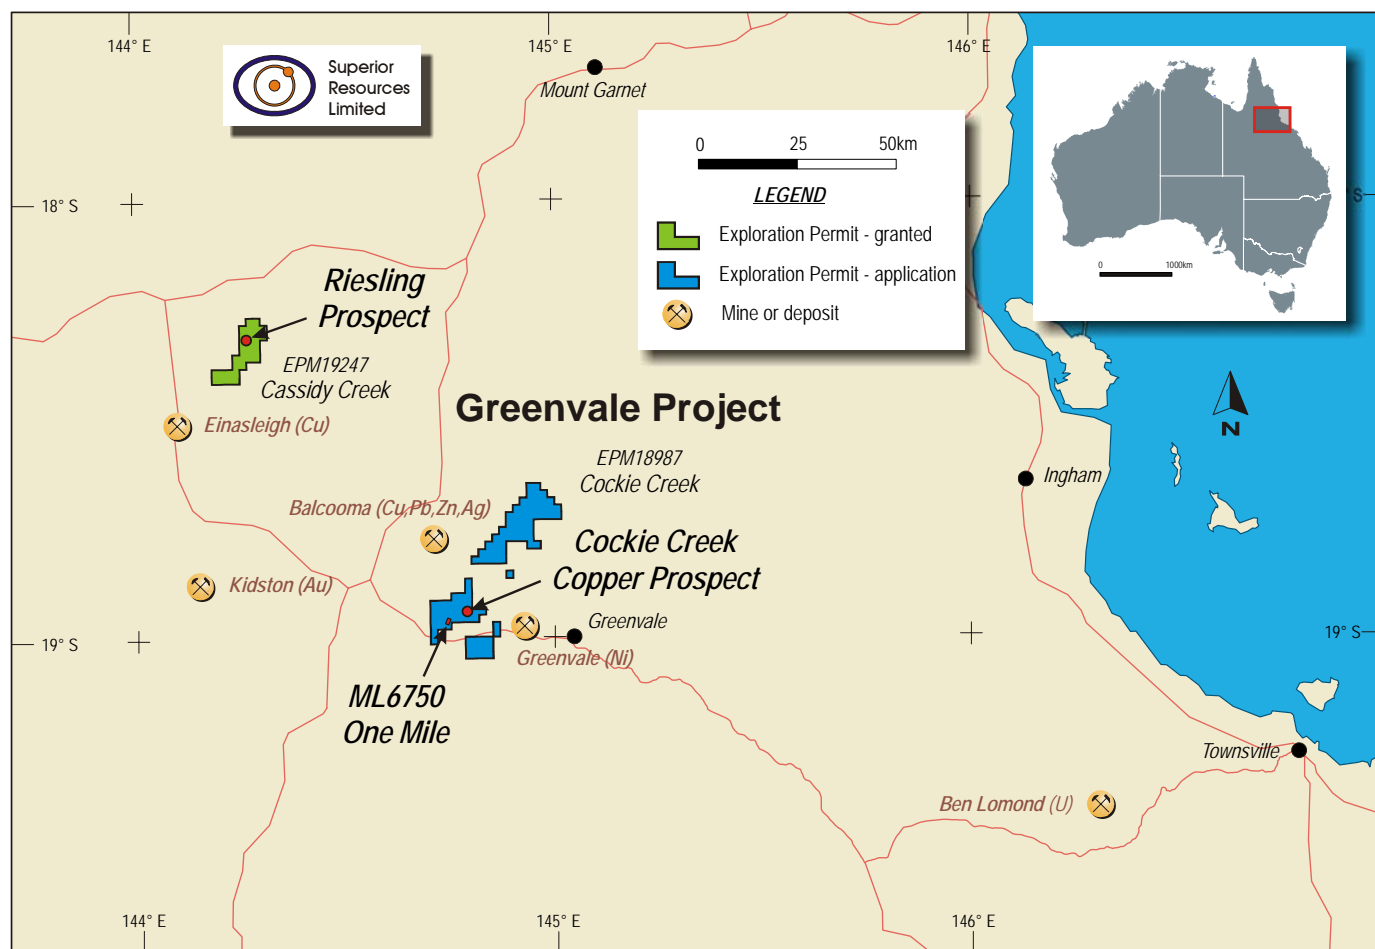 144° E
145° E
146° E
Superior
Resources
Limited
Mount Garnet
0 25 50km
LEGEND
Exploration Permit - granted
Exploration Permit - application
Mine or deposit
0 1000km
18° S
S
Riesling
Prospect
EPM19247
Cassidy Creek
Einasleigh (Cu)
Greenvale Project
EPM18987
Cockie Creek
Balcooma (Cu,Pb,Zn,Ag)
Cockie Creek
Copper Prospect
Kidston (Au)
Ingham
N
Greenvale
19° S
19° S
Greenvale (Ni)
ML6750
One Mile
Townsville
Ben Lomond (U)
144° E
145° E
146° E